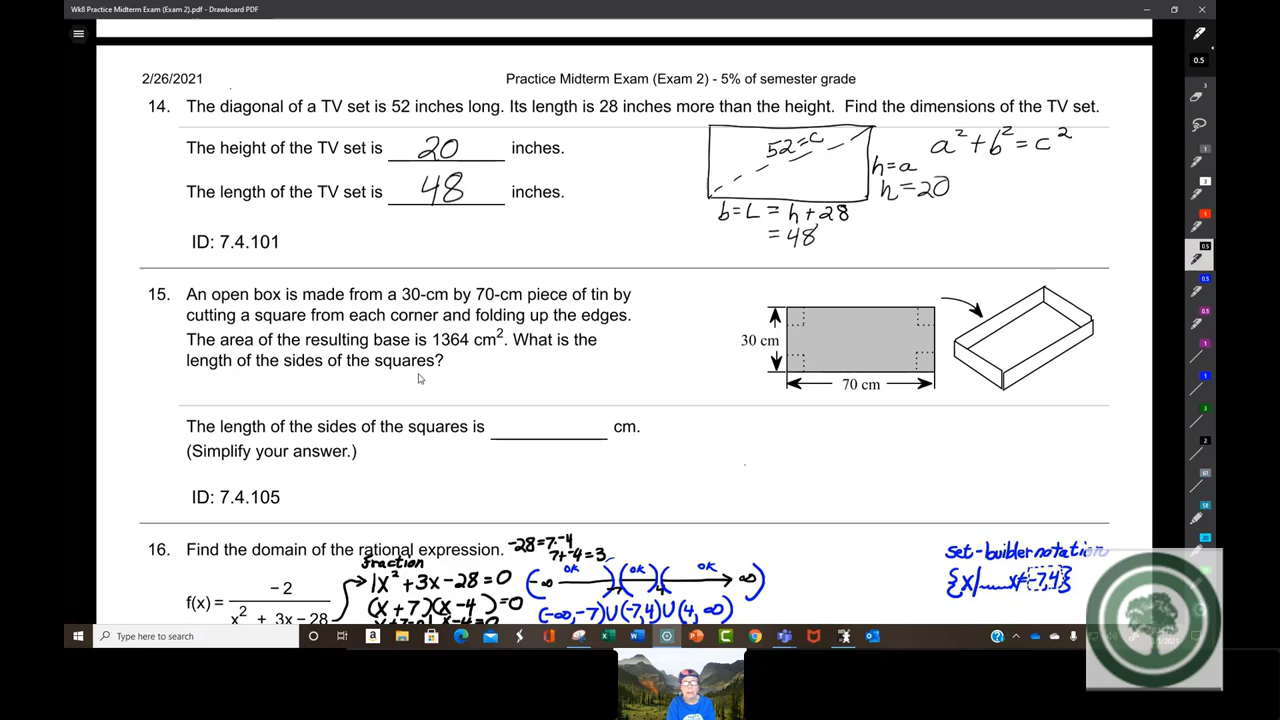 Wk8 Practice Midterm Exam (Exam 2).pdf - Drawboard PDF
2/26/2021 Practice Midterm Exam (Exam 2) - 5% of semester grade
14. The diagonal of a TV set is 52 inches long. Its length is 28 inches more than the height. Find the dimensions of the TV set.
The height of the TV set is 20 inches.
The length of the TV set is 48 inches.
52=c
a²+b²=c²
h=a
h=20
b=L=h+28
=48
ID: 7.4.101
15. An open box is made from a 30-cm by 70-cm piece of tin by
cutting a square from each corner and folding up the edges.
The area of the resulting base is 1364 cm². What is the
length of the sides of the squares?
30 cm
70 cm
The length of the sides of the squares is ____ cm.
(Simplify your answer.)
ID: 7.4.105
16. Find the domain of the rational expression.
-28=7·-4
7+-4=3
fraction
f(x) = -2
x² + 3x - 28
1x²+3x-28=0
(x+7)(x-4)=0
-∞ ok ok ok ∞
(-∞,-7)U(-7,4)U(4,∞)
set-builder notation
{x|......x≠-7,4}
Type here to search